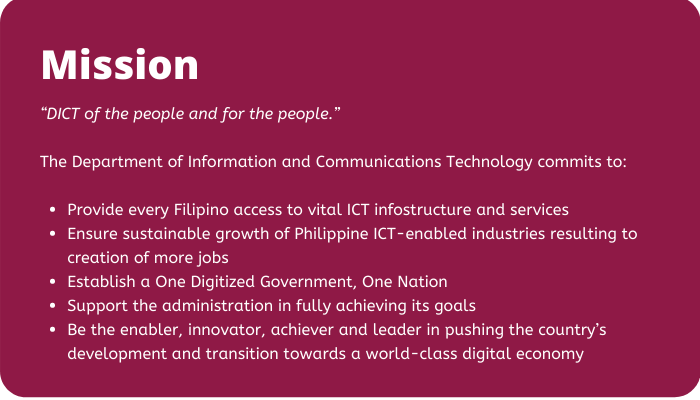 Mission
“DICT of the people and for the people.”
The Department of Information and Communications Technology commits to:
• Provide every Filipino access to vital ICT infostructure and services
• Ensure sustainable growth of Philippine ICT-enabled industries resulting to
creation of more jobs
• Establish a One Digitized Government, One Nation
• Support the administration in fully achieving its goals
• Be the enabler, innovator, achiever and leader in pushing the country’s
development and transition towards a world-class digital economy